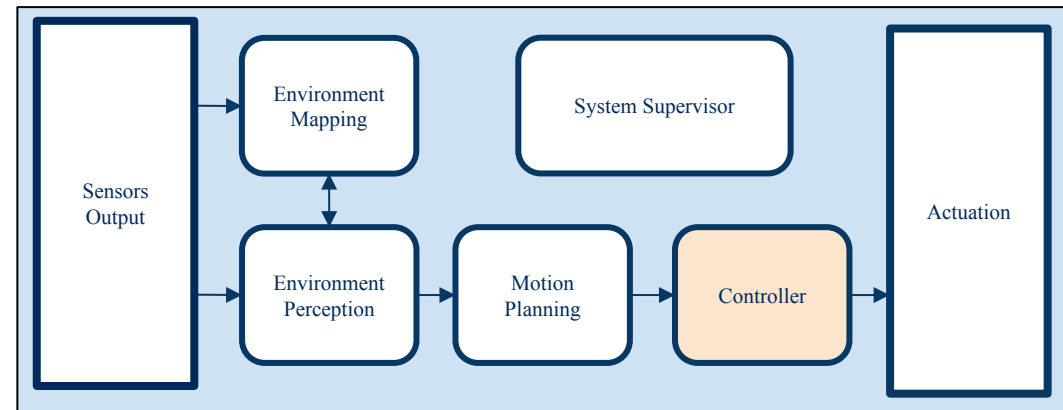 Sensors
Output
Environment
Mapping
System Supervisor
Environment
Perception
Motion
Planning
Controller
Actuation